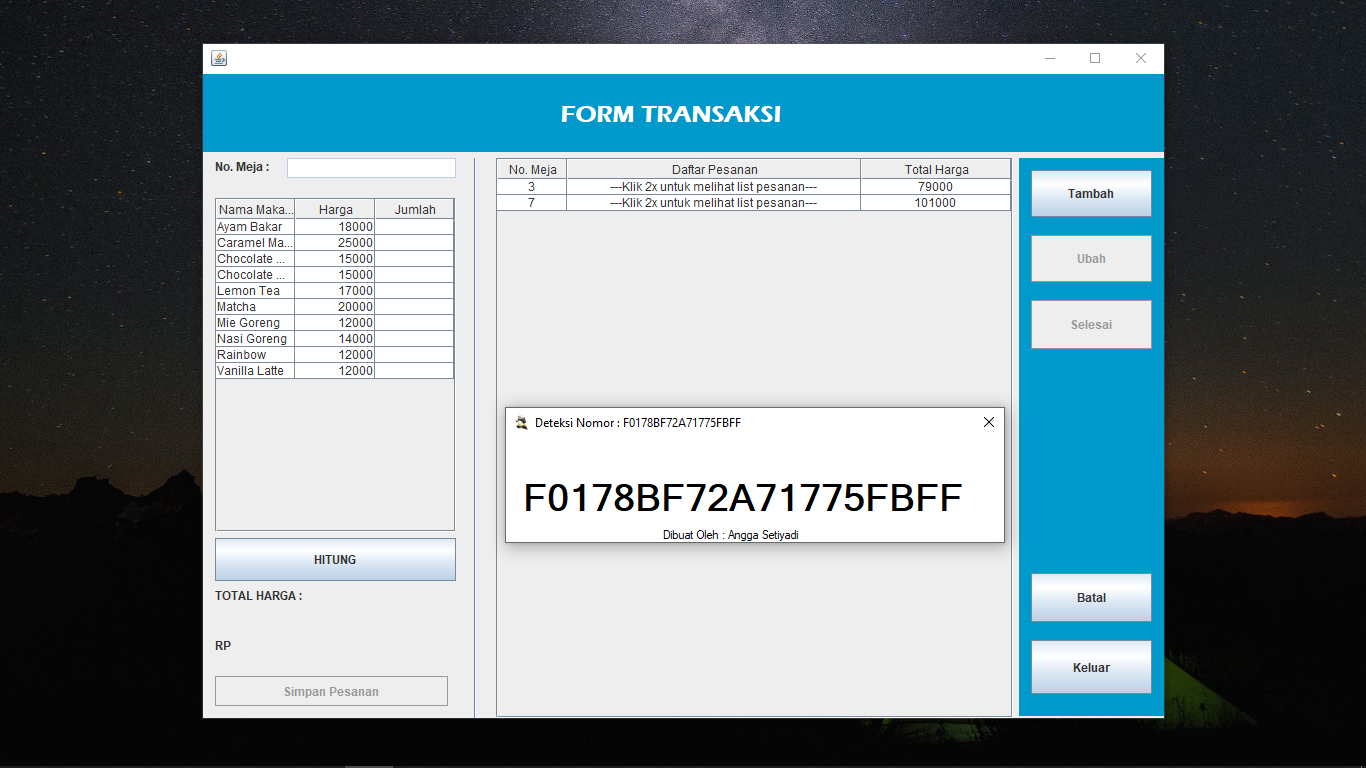 FORM TRANSAKSI
No. Meja :
Nama Maka... Harga Jumlah
Ayam Bakar 18000
Caramel Ma... 25000
Chocolate ... 15000
Chocolate ... 15000
Lemon Tea 17000
Matcha 20000
Mie Goreng 12000
Nasi Goreng 14000
Rainbow 12000
Vanilla Latte 12000
HITUNG
TOTAL HARGA :
RP
Simpan Pesanan
No. Meja Daftar Pesanan Total Harga
3 ---Klik 2x untuk melihat list pesanan--- 79000
7 ---Klik 2x untuk melihat list pesanan--- 101000
Deteksi Nomor : F0178BF72A71775FBFF
F0178BF72A71775FBFF
Dibuat Oleh : Angga Setiyadi
Tambah
Ubah
Selesai
Batal
Keluar